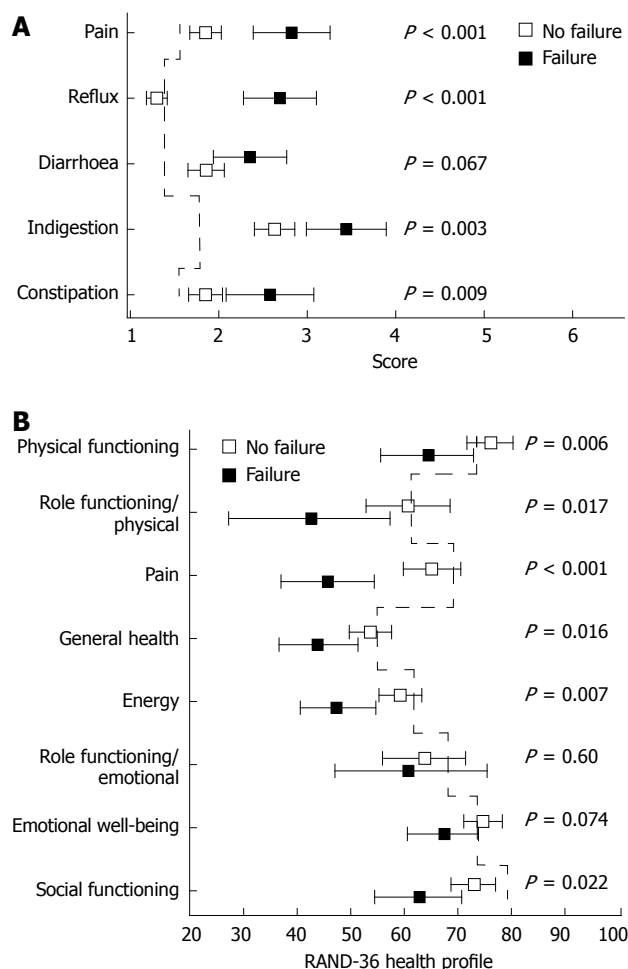 A
Pain
P < 0.001
No failure
Failure
Reflux
P < 0.001
Diarrhoea
P = 0.067
Indigestion
P = 0.003
Constipation
P = 0.009
1 2 3 4 5 6
Score
B
Physical functioning
No failure
Failure
P = 0.006
Role functioning/
physical
P = 0.017
Pain
P < 0.001
General health
P = 0.016
Energy
P = 0.007
Role functioning/
emotional
P = 0.60
Emotional well-being
P = 0.074
Social functioning
P = 0.022
20 30 40 50 60 70 80 90 100
RAND-36 health profile